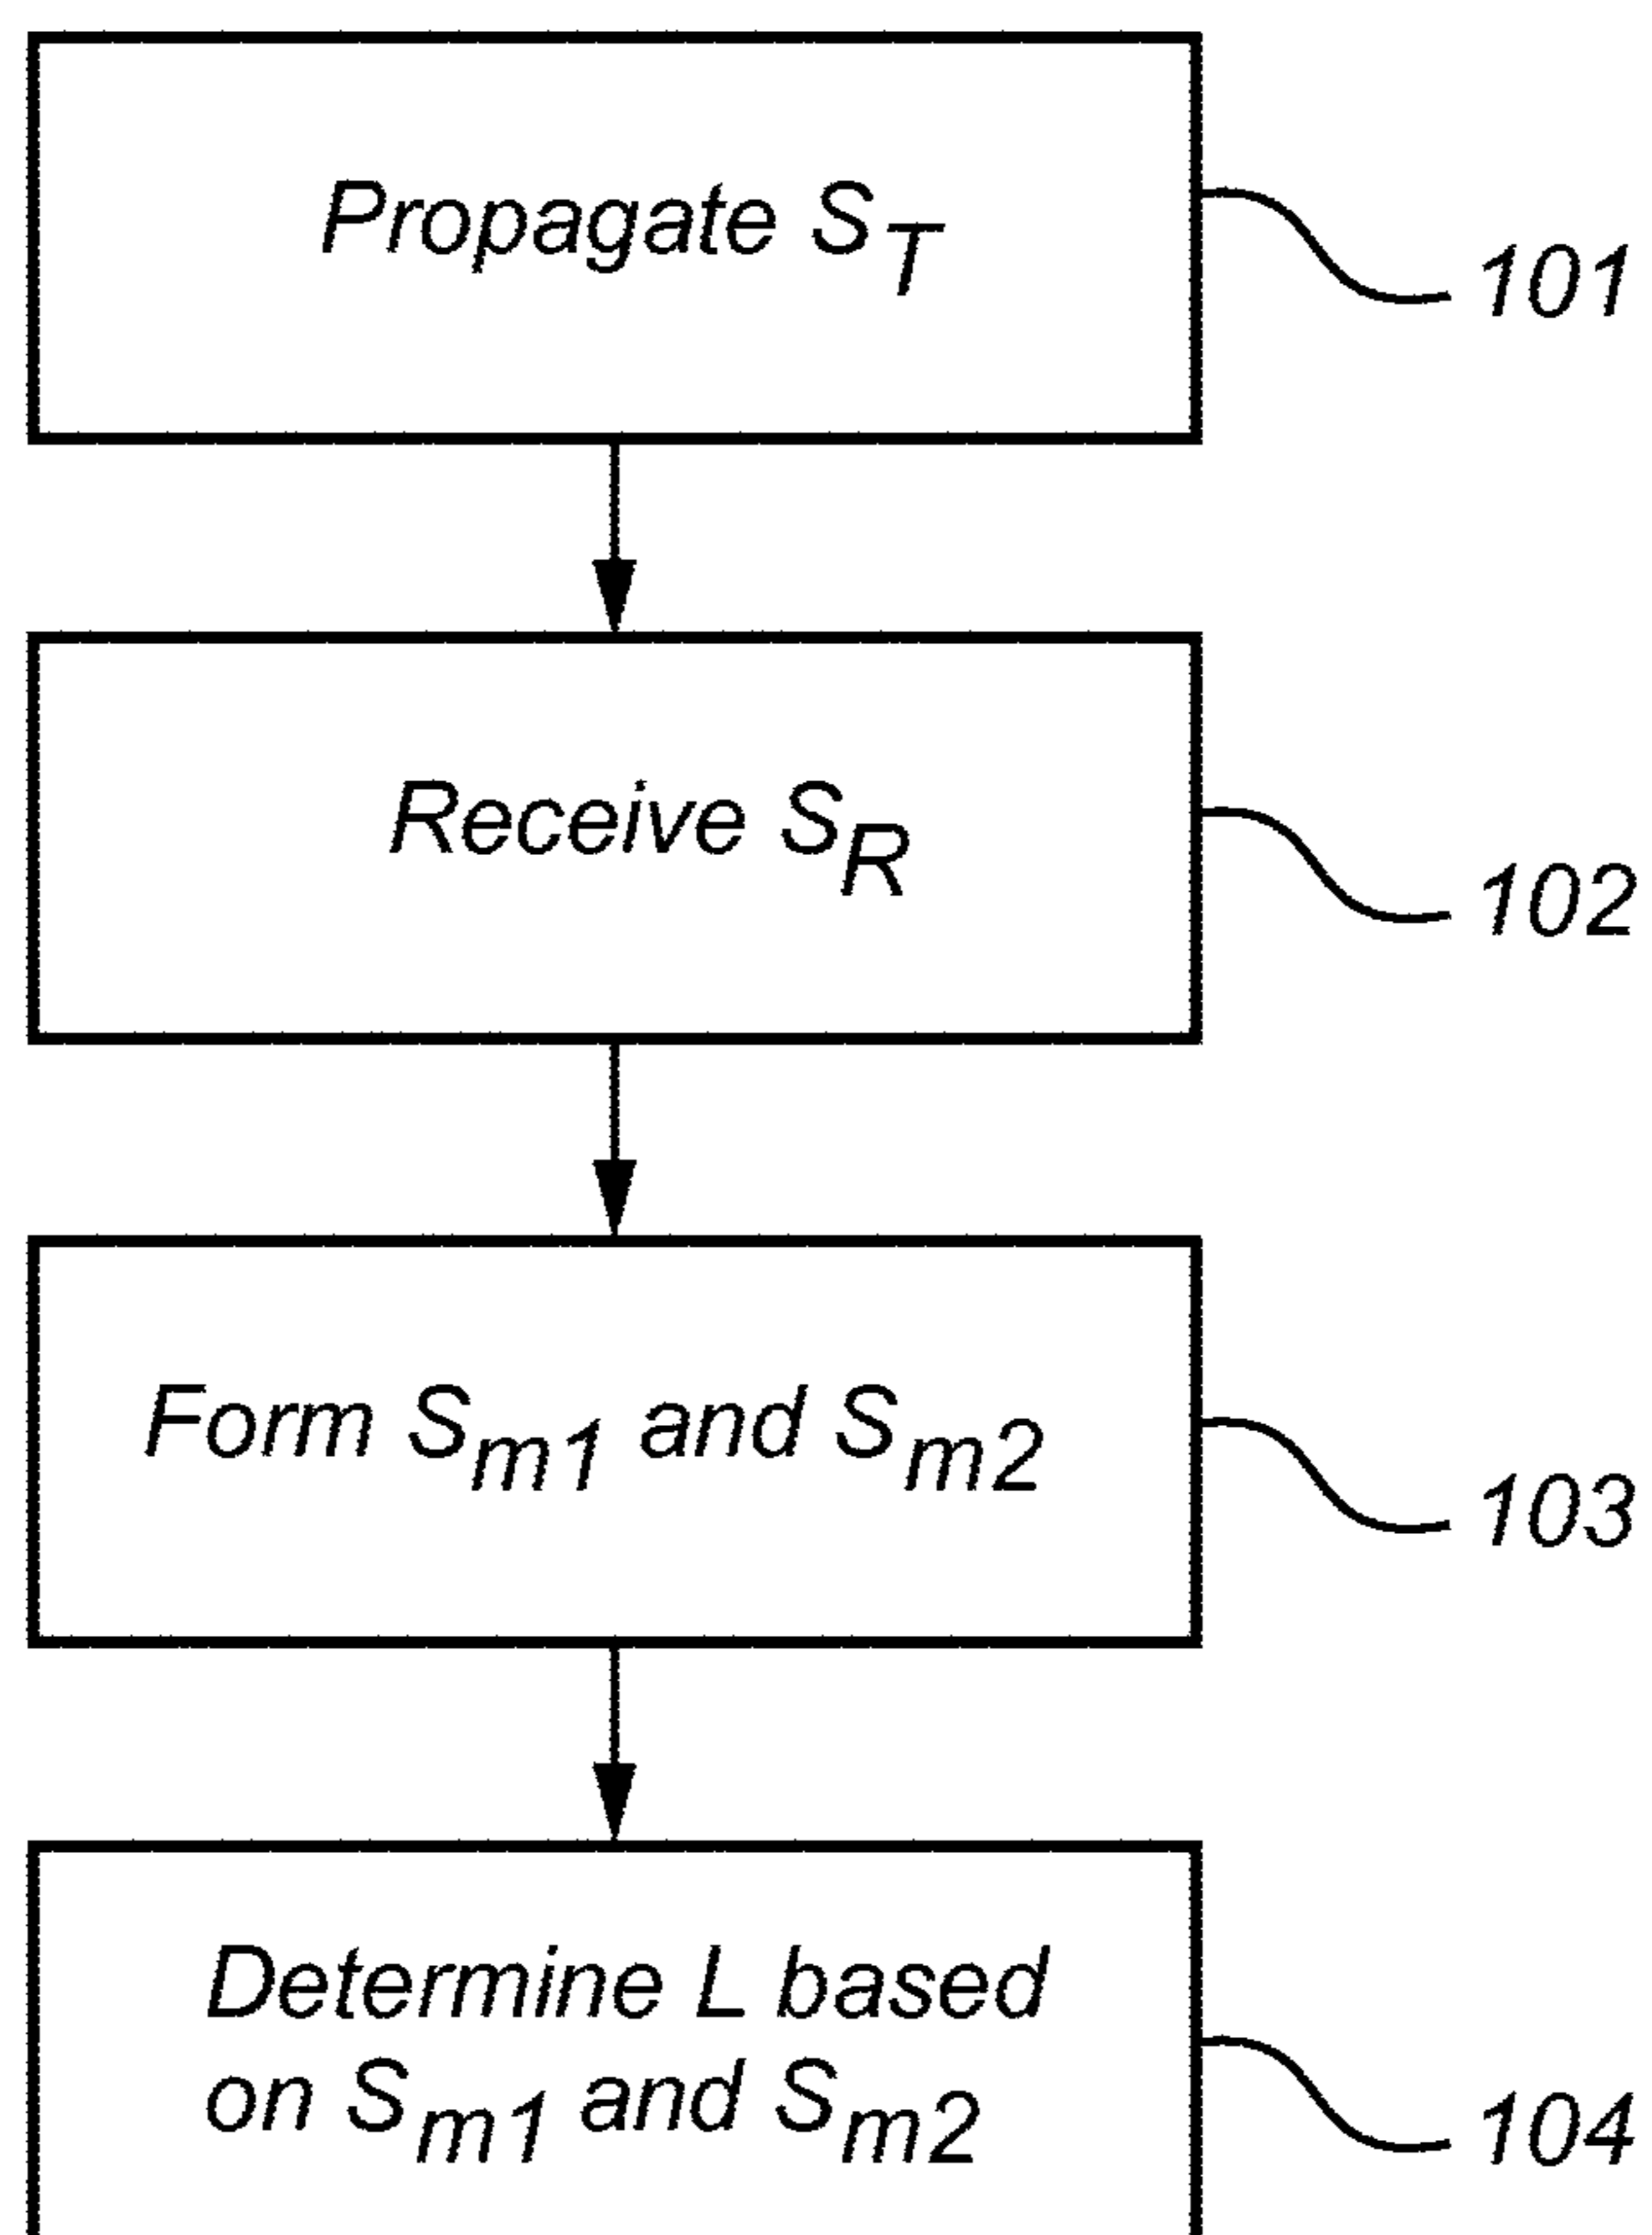 Propagate S_T
101
Receive S_R
102
Form S_m1 and S_m2
103
Determine L based
on S_m1 and S_m2
104